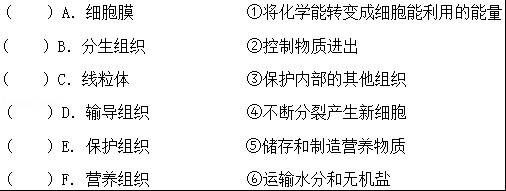 （　　）A. 细胞膜　　　　　①将化学能转变成细胞能利用的能量
（　　）B. 分生组织　　　　②控制物质进出
（　　）C. 线粒体　　　　　③保护内部的其他组织
（　　）D. 输导组织　　　　④不断分裂产生新细胞
（　　）E. 保护组织　　　　⑤储存和制造营养物质
（　　）F. 营养组织　　　　⑥运输水分和无机盐